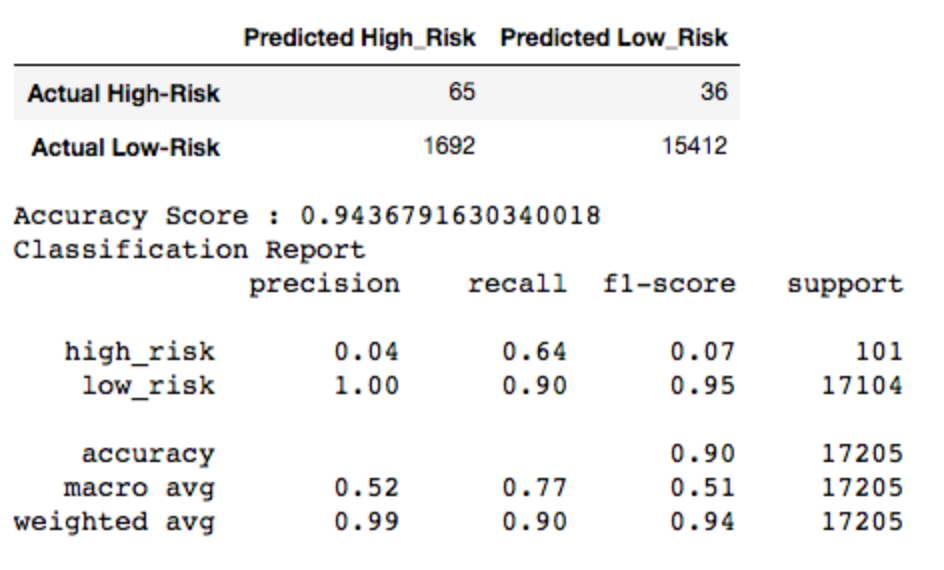 Predicted High_Risk Predicted Low_Risk
Actual High-Risk 65 36
Actual Low-Risk 1692 15412
Accuracy Score : 0.9436791630340018
Classification Report
precision recall f1-score support
high_risk 0.04 0.64 0.07 101
low_risk 1.00 0.90 0.95 17104
accuracy 0.90 17205
macro avg 0.52 0.77 0.51 17205
weighted avg 0.99 0.90 0.94 17205